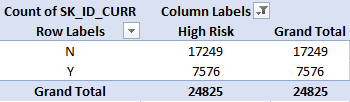 Count of SK_ID_CURR Column Labels
Row Labels High Risk Grand Total
N 17249 17249
Y 7576 7576
Grand Total 24825 24825